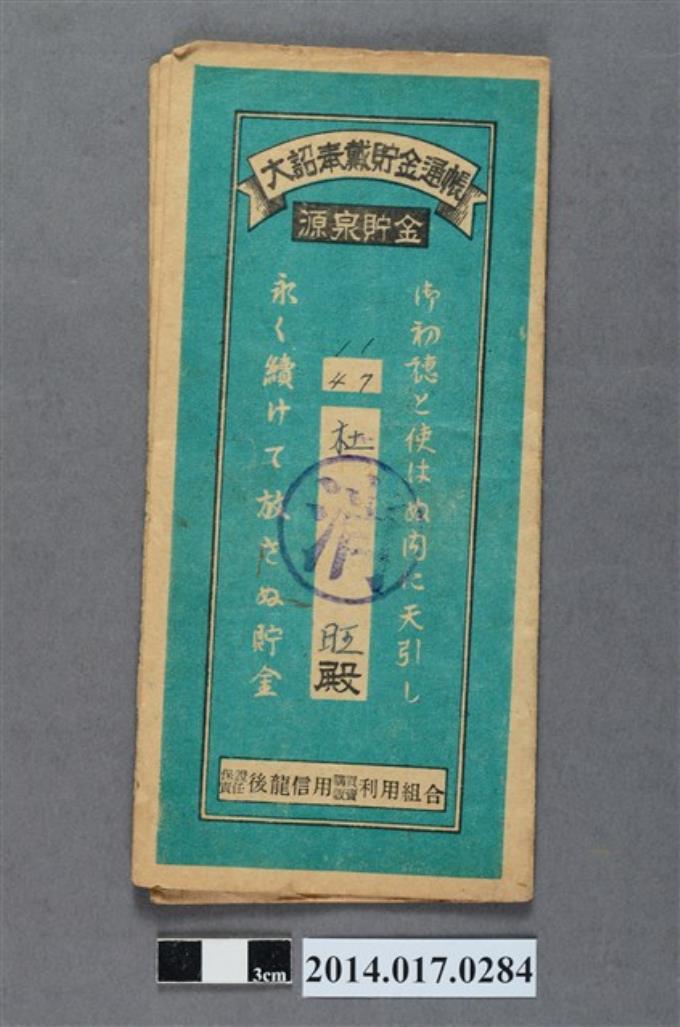 大詔奉戴貯金通帳
源泉貯金
御初穂と使はぬ内に天引し
11
47
杜
消
旺
殿
永く續けて放さぬ貯金
保證責任後龍信用購買販賣利用組合
3cm
2014.017.0284